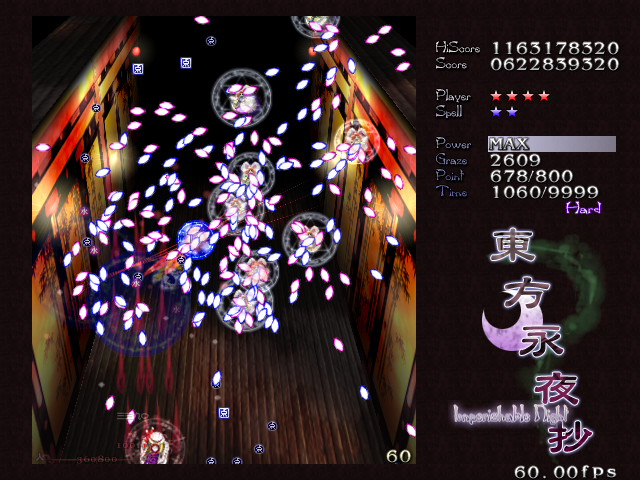 HiScore 1163178320
Score 0622839320
Player
Spell
Power MAX
Graze 2609
Point 678/800
Time 1060/9999
Hard
東方永夜抄
Imperishable Night
60
60.00fps